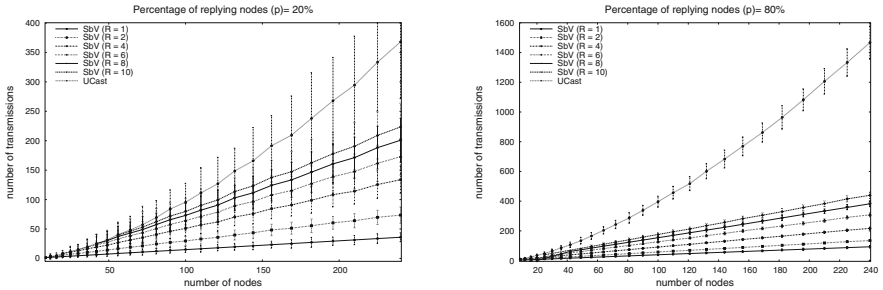 Percentage of replying nodes (p)= 20%
number of transmissions
400
350
300
250
200
150
100
50
0
SbV (R = 1)
SbV (R = 2)
SbV (R = 4)
SbV (R = 6)
SbV (R = 8)
SbV (R = 10)
UCast
50
100
150
200
number of nodes
Percentage of replying nodes (p)= 80%
number of transmissions
1600
1400
1200
1000
800
600
400
200
0
SbV (R = 1)
SbV (R = 2)
SbV (R = 4)
SbV (R = 6)
SbV (R = 8)
SbV (R = 10)
UCast
20
40
60
80
100
120
140
160
180
200
220
240
number of nodes